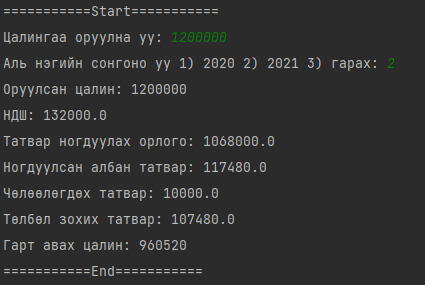 ===========Start===========
Цалингаа оруулна уу: 1200000
Аль нэгийн сонгоно уу 1) 2020 2) 2021 3) гарах: 2
Оруулсан цалин: 1200000
НДШ: 132000.0
Татвар ногдуулах орлого: 1068000.0
Ногдуулсан албан татвар: 117480.0
Чөлөөлөгдөх татвар: 10000.0
Төлбөл зохих татвар: 107480.0
Гарт авах цалин: 960520
===========End===========